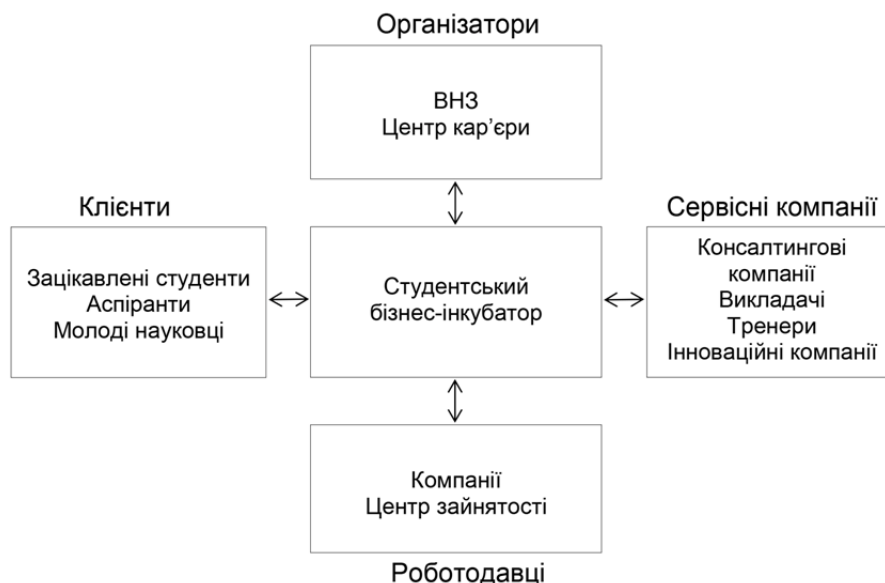 Організатори
ВНЗ
Центр кар’єри
Клієнти
Зацікавлені студенти
Аспіранти
Молоді науковці
Студентський
бізнес-інкубатор
Сервісні компанії
Консалтингові
компанії
Викладачі
Тренери
Інноваційні компанії
Компанії
Центр зайнятості
Роботодавці